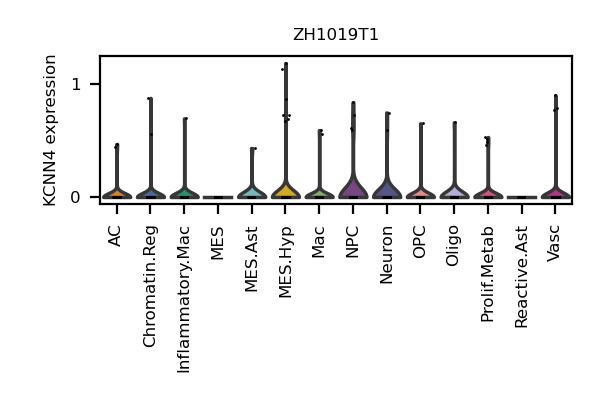 ZH1019T1
KCNN4 expression
1
0
AC
Chromatin.Reg
Inflammatory.Mac
MES
MES.Ast
MES.Hyp
Mac
NPC
Neuron
OPC
Oligo
Prolif.Metab
Reactive.Ast
Vasc